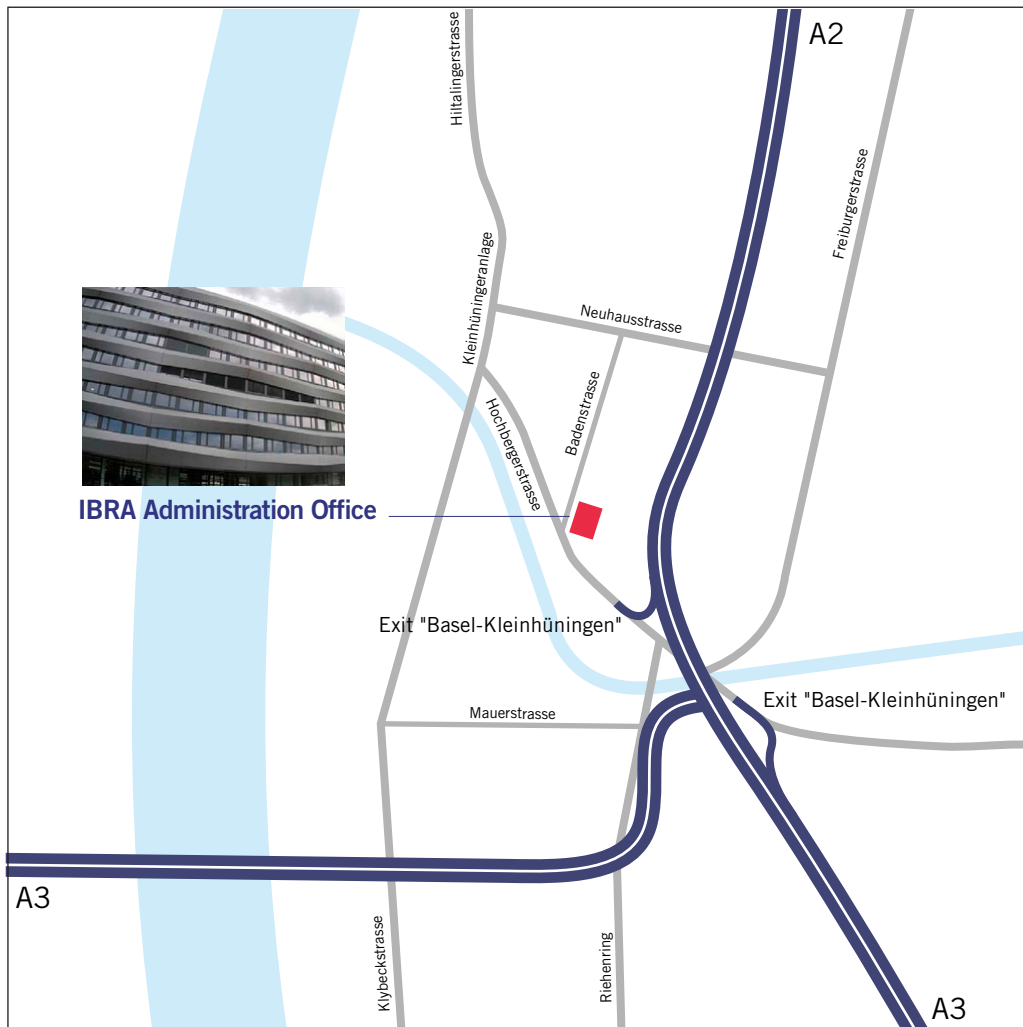 A2
Hiltalingerstrasse
Freiburgerstrasse
Kleinhüningeranlage
Neuhausstrasse
Badenstrasse
Hochbergerstrasse
IBRA Administration Office
Exit "Basel-Kleinhüningen"
Exit "Basel-Kleinhüningen"
Mauerstrasse
A3
Klybeckstrasse
Riehenring
A3